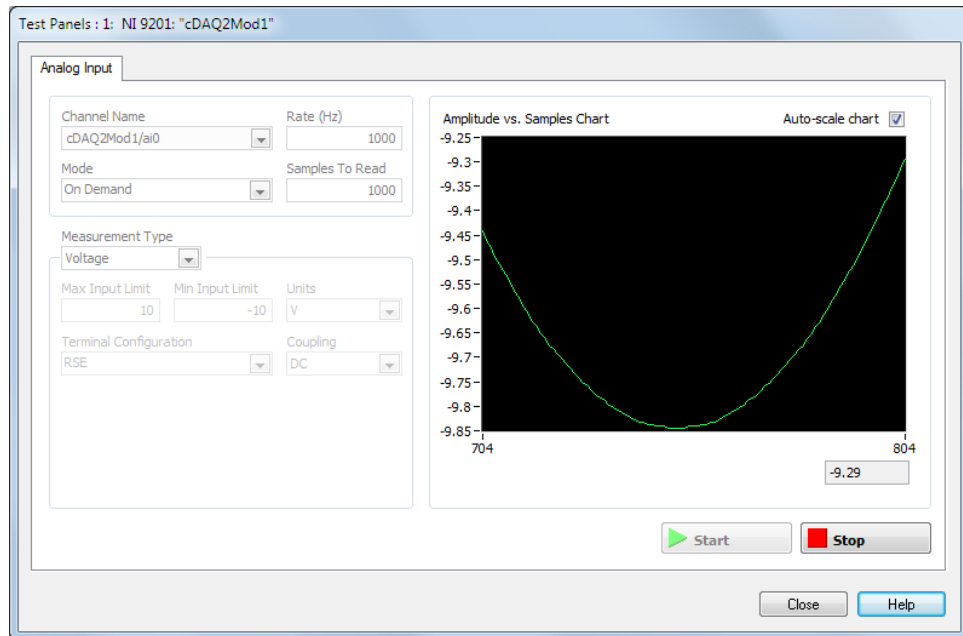 Test Panels : 1: NI 9201: "cDAQ2Mod1"
Analog Input
Channel Name
Rate (Hz)
cDAQ2Mod1/ai0
1000
Mode
Samples To Read
On Demand
1000
Measurement Type
Voltage
Max Input Limit
Min Input Limit
Units
10
-10
V
Terminal Configuration
Coupling
RSE
DC
Amplitude vs. Samples Chart
Auto-scale chart
-9.25
-9.3
-9.35
-9.4
-9.45
-9.5
-9.55
-9.6
-9.65
-9.7
-9.75
-9.8
-9.85
704
804
-9.29
Start
Stop
Close
Help